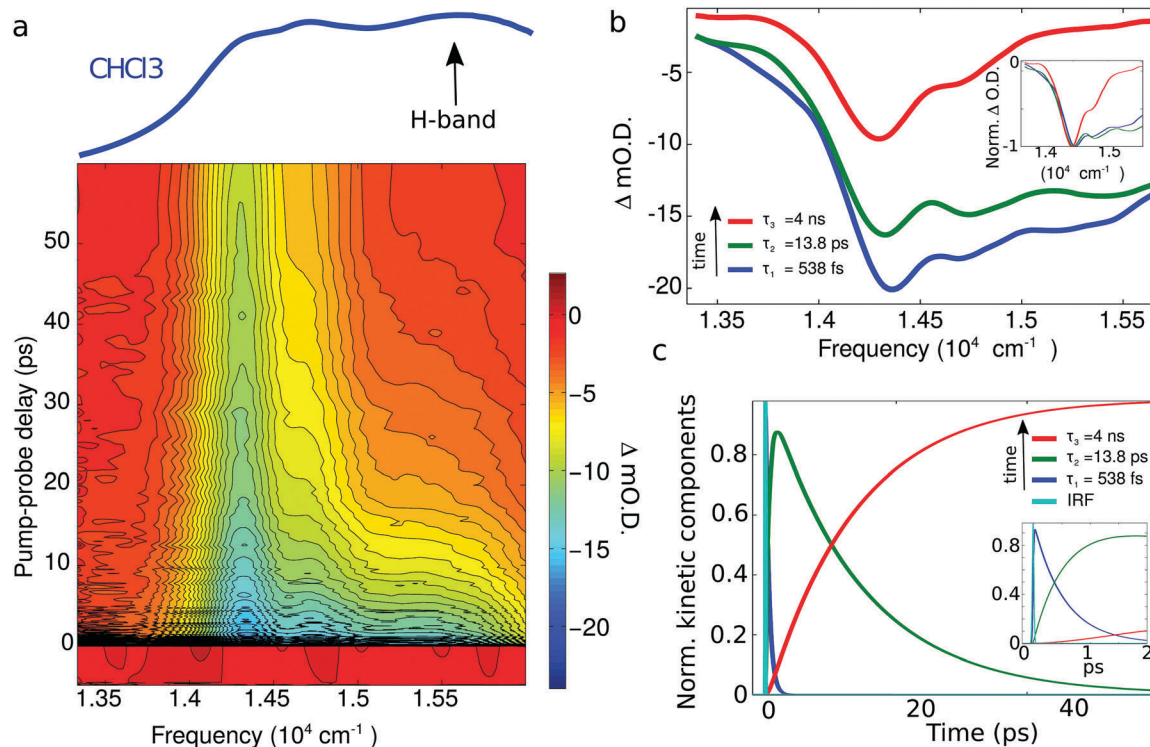 a
CHCl3
H-band
Pump-probe delay (ps)
50
40
30
20
10
0
1.35
1.4
1.45
1.5
1.55
Frequency (10⁴ cm⁻¹)
0
−5
−10
−15
−20
Δ mO.D.
b
Δ mO.D.
-5
-10
-15
-20
1.35
1.4
1.45
1.5
1.55
Frequency (10⁴ cm⁻¹)
time
τ₃ =4 ns
τ₂ =13.8 ps
τ₁ = 538 fs
Norm. Δ O.D.
0
-1
1.4
1.5
(10⁴ cm⁻¹)
c
Norm. kinetic components
0.8
0.6
0.4
0.2
0
0
20
40
Time (ps)
time
τ₃ =4 ns
τ₂ =13.8 ps
τ₁ = 538 fs
IRF
0.8
0.4
0
0
1
2
ps